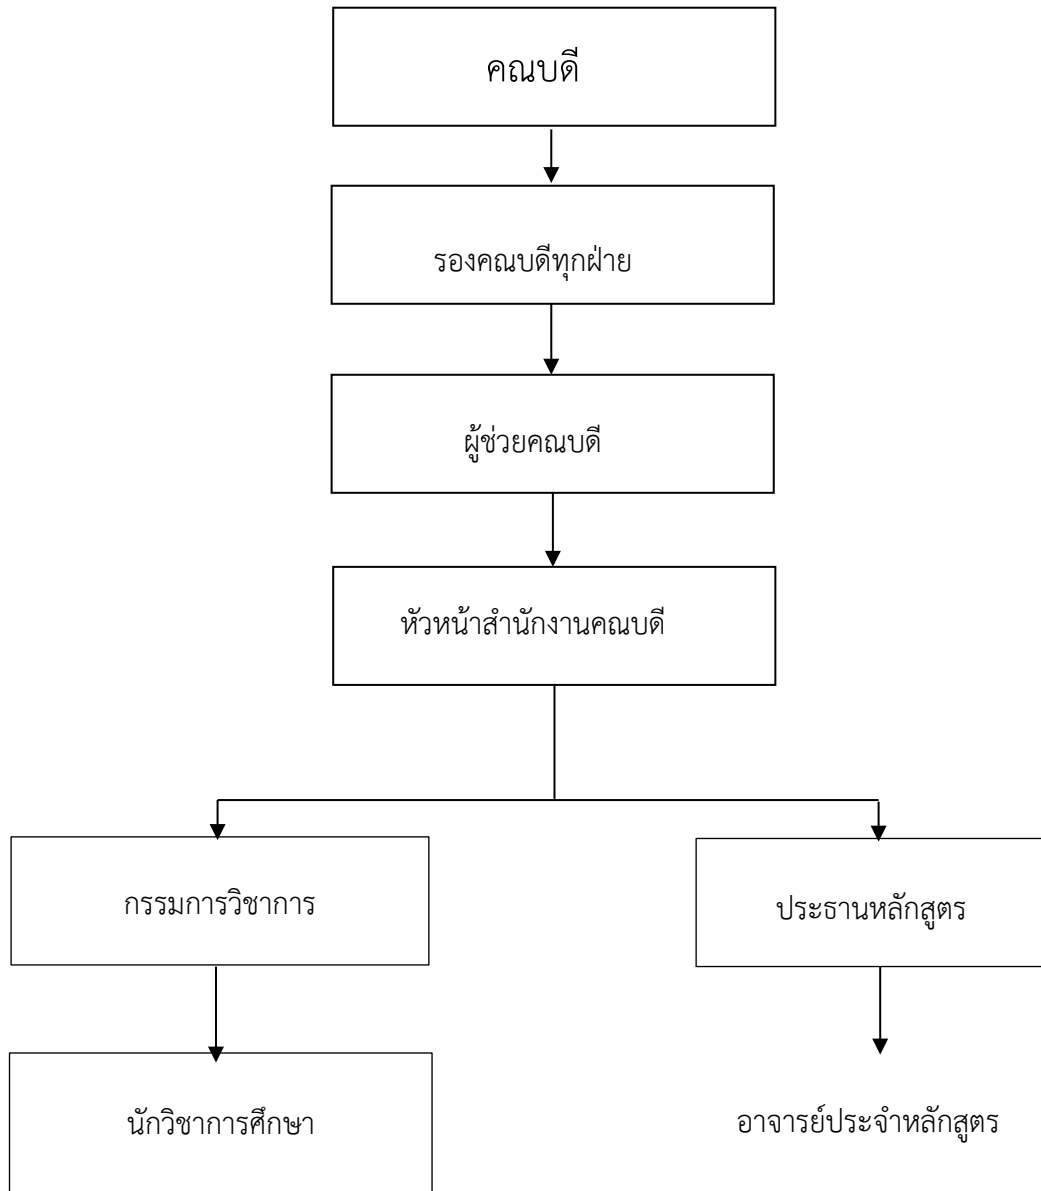 คณบดี
รองคณบดีทุกฝ่าย
ผู้ช่วยคณบดี
หัวหน้าสำนักงานคณบดี
กรรมการวิชาการ
ประธานหลักสูตร
นักวิชาการศึกษา
อาจารย์ประจำหลักสูตร